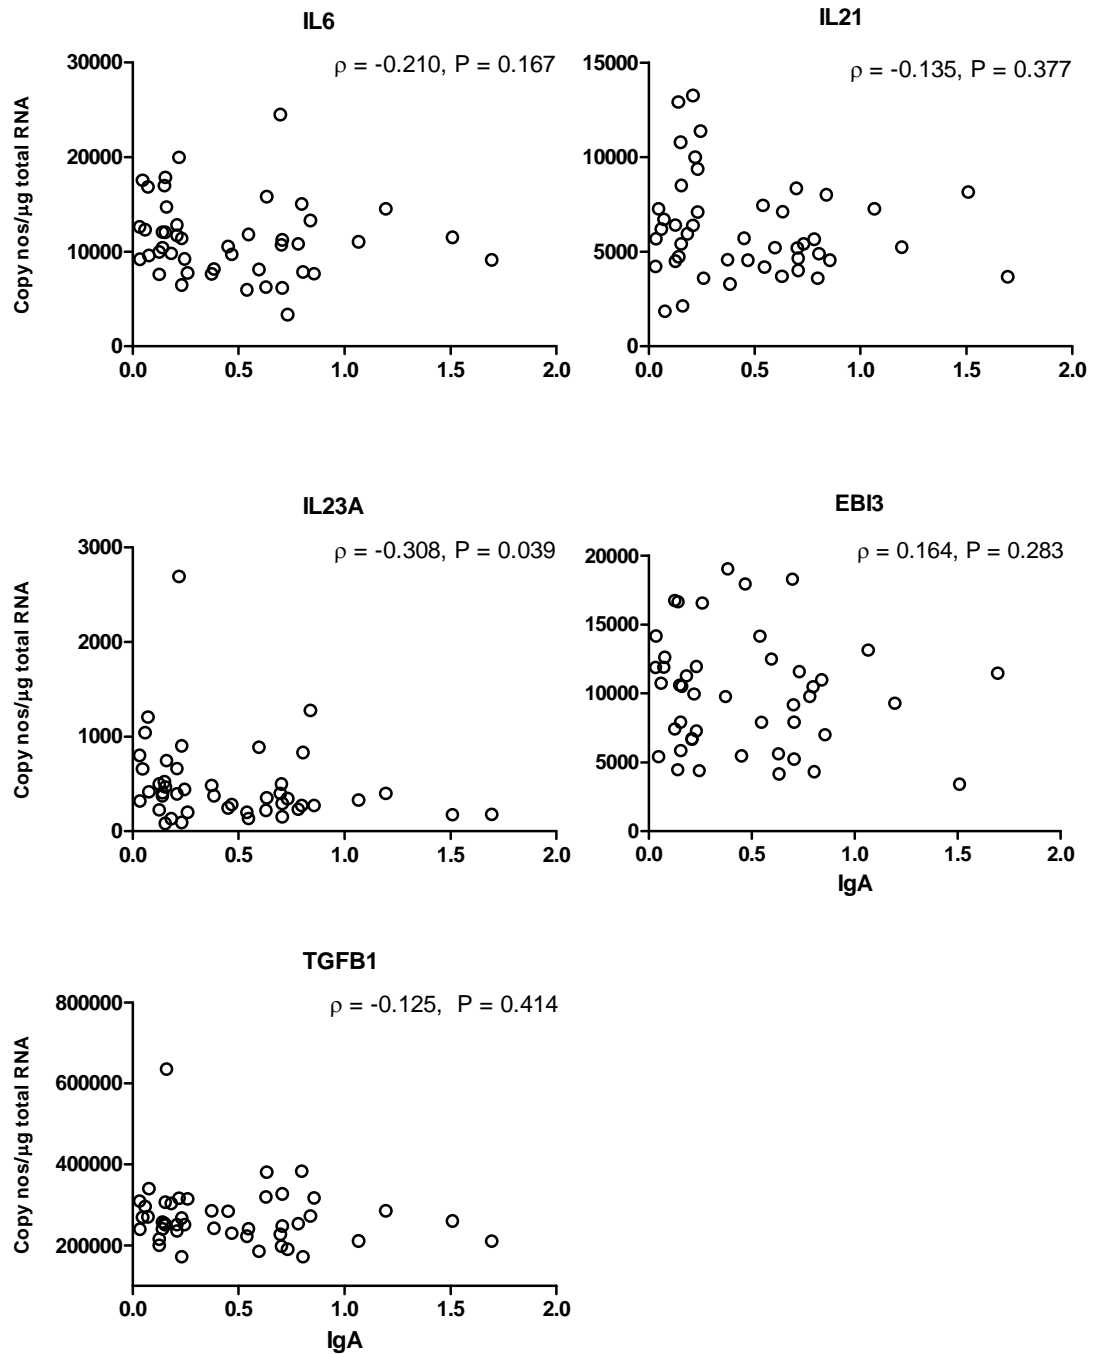 IL6
ρ = -0.210, P = 0.167
Copy nos/μg total RNA
30000
20000
10000
0
0.0 0.5 1.0 1.5 2.0
IL21
ρ = -0.135, P = 0.377
15000
10000
5000
0
0.0 0.5 1.0 1.5 2.0
IL23A
ρ = -0.308, P = 0.039
Copy nos/μg total RNA
3000
2000
1000
0
0.0 0.5 1.0 1.5 2.0
EBI3
ρ = 0.164, P = 0.283
20000
15000
10000
5000
0
0.0 0.5 1.0 1.5 2.0
IgA
TGFB1
ρ = -0.125, P = 0.414
Copy nos/μg total RNA
800000
600000
400000
200000
0.0 0.5 1.0 1.5 2.0
IgA